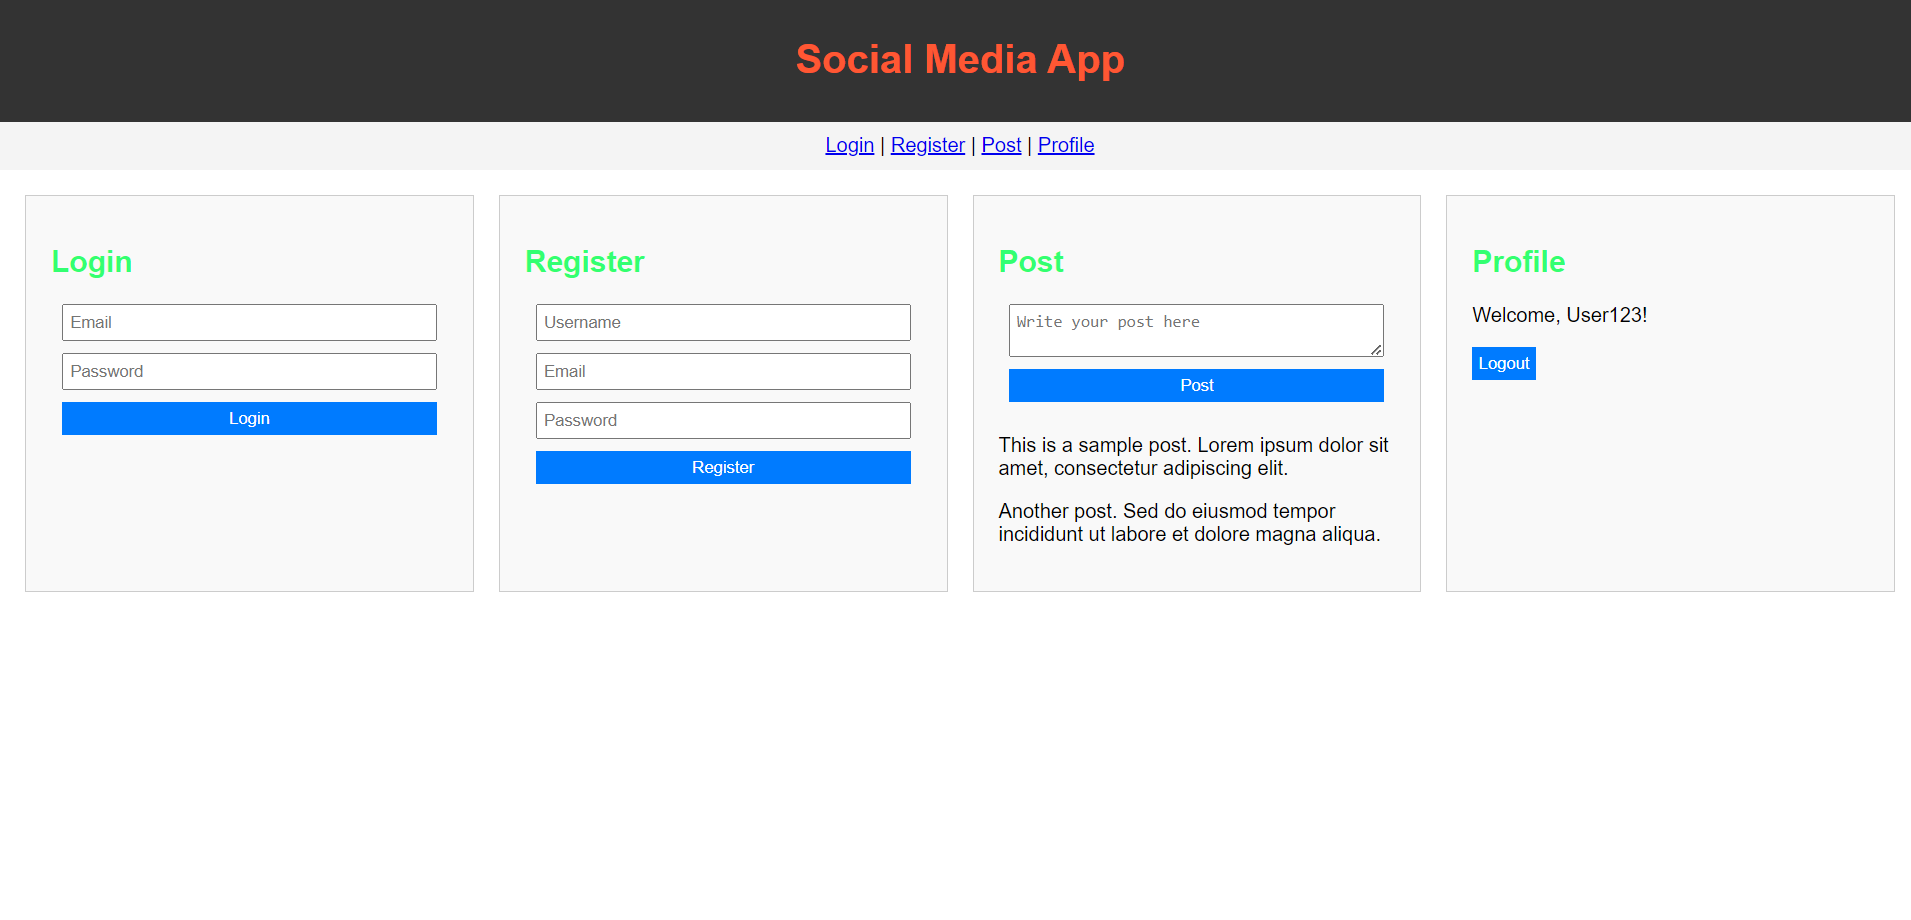 Social Media App
Login | Register | Post | Profile
Login
Email
Password
Login
Register
Username
Email
Password
Register
Post
Write your post here
Post
This is a sample post. Lorem ipsum dolor sit
amet, consectetur adipiscing elit.
Another post. Sed do eiusmod tempor
incididunt ut labore et dolore magna aliqua.
Profile
Welcome, User123!
Logout